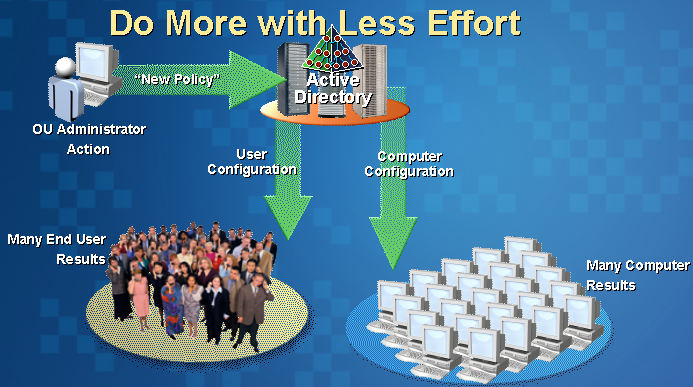 Do More with Less Effort
"New Policy"
Active
Directory
OU Administrator
Action
User
Configuration
Computer
Configuration
Many End User
Results
Many Computer
Results